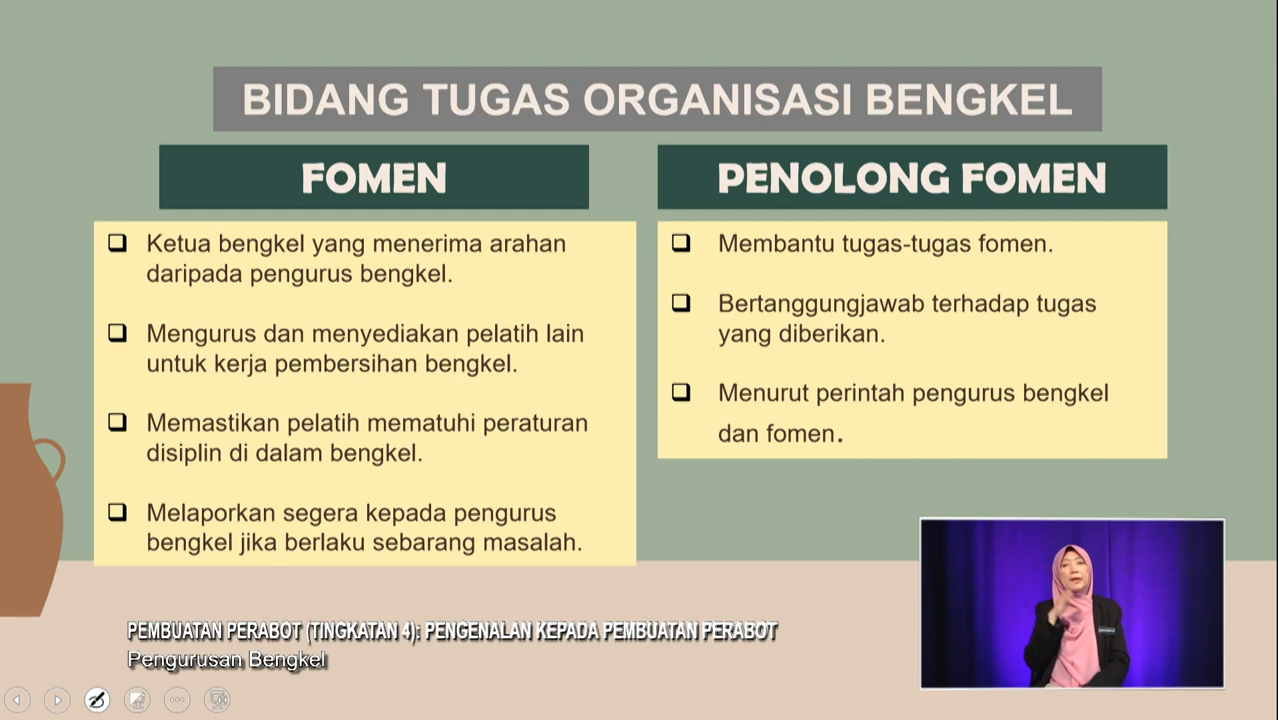 BIDANG TUGAS ORGANISASI BENGKEL
FOMEN
Ketua bengkel yang menerima arahan
daripada pengurus bengkel.
Mengurus dan menyediakan pelatih lain
untuk kerja pembersihan bengkel.
Memastikan pelatih mematuhi peraturan
disiplin di dalam bengkel.
Melaporkan segera kepada pengurus
bengkel jika berlaku sebarang masalah.
PENOLONG FOMEN
Membantu tugas-tugas fomen.
Bertanggungjawab terhadap tugas
yang diberikan.
Menurut perintah pengurus bengkel
dan fomen.
PEMBUATAN PERABOT (TINGKATAN 4): PENGENALAN KEPADA PEMBUATAN PERABOT
Pengurusan Bengkel